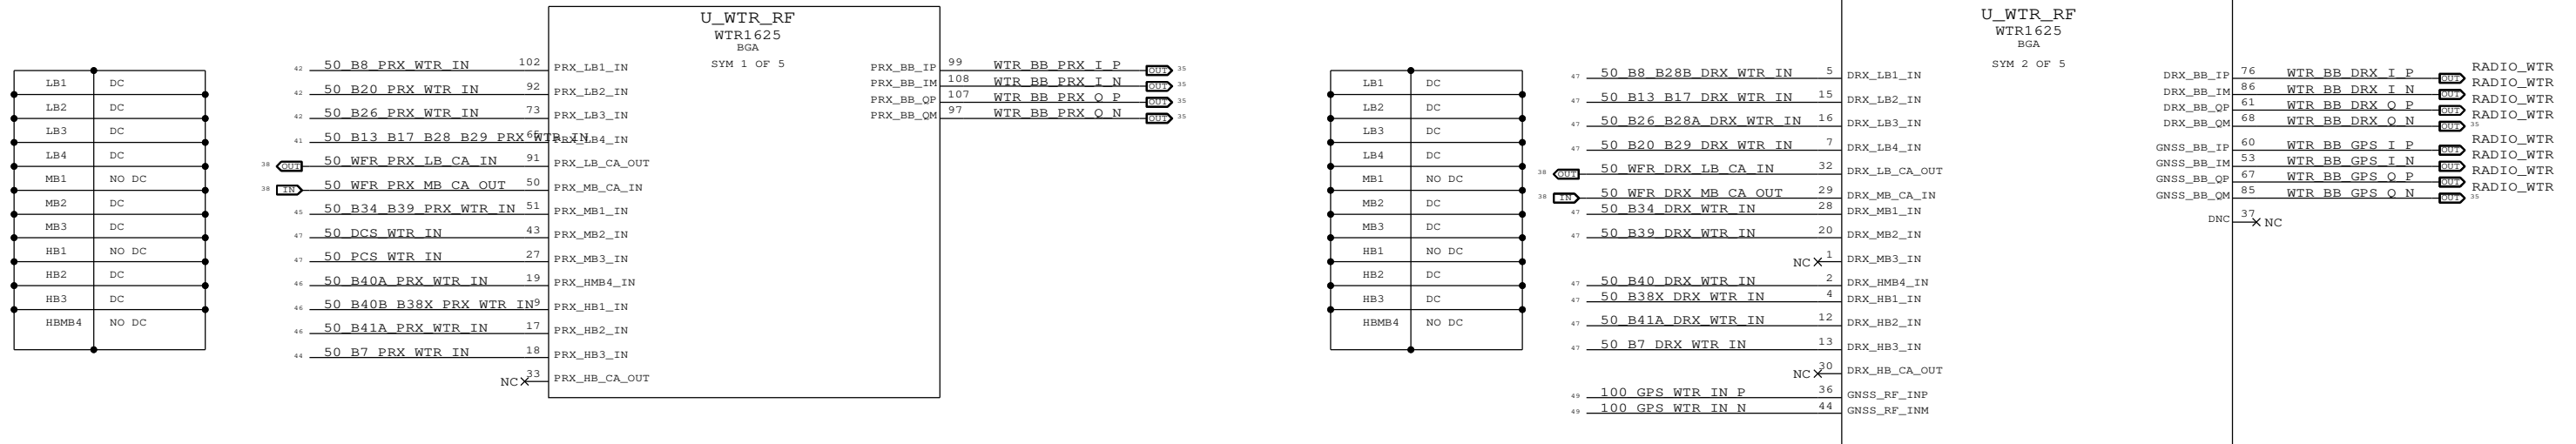 U_WTR_RF
WTR1625
BGA
SYM 1 OF 5
LB1 DC
LB2 DC
LB3 DC
LB4 DC
MB1 NO DC
MB2 DC
MB3 DC
HB1 NO DC
HB2 DC
HB3 DC
HBMB4 NO DC
42 50_B8_PRX_WTR_IN 102 PRX_LB1_IN
42 50_B20_PRX_WTR_IN 92 PRX_LB2_IN
42 50_B26_PRX_WTR_IN 73 PRX_LB3_IN
41 50_B13_B17_B28_B29_PRX_WTR_IN 65 PRX_LB4_IN
38 OUT 50_WFR_PRX_LB_CA_IN 91 PRX_LB_CA_OUT
38 IN 50_WFR_PRX_MB_CA_OUT 50 PRX_MB_CA_IN
45 50_B34_B39_PRX_WTR_IN 51 PRX_MB1_IN
47 50_DCS_WTR_IN 43 PRX_MB2_IN
47 50_PCS_WTR_IN 27 PRX_MB3_IN
46 50_B40A_PRX_WTR_IN 19 PRX_HMB4_IN
46 50_B40B_B38X_PRX_WTR_IN 9 PRX_HB1_IN
46 50_B41A_PRX_WTR_IN 17 PRX_HB2_IN
44 50_B7_PRX_WTR_IN 18 PRX_HB3_IN
NC 33 PRX_HB_CA_OUT
PRX_BB_IP 99 WTR_BB_PRX_I_P OUT 35
PRX_BB_IM 108 WTR_BB_PRX_I_N OUT 35
PRX_BB_QP 107 WTR_BB_PRX_Q_P OUT 35
PRX_BB_QM 97 WTR_BB_PRX_Q_N OUT 35
U_WTR_RF
WTR1625
BGA
SYM 2 OF 5
LB1 DC
LB2 DC
LB3 DC
LB4 DC
MB1 NO DC
MB2 DC
MB3 DC
HB1 NO DC
HB2 DC
HB3 DC
HBMB4 NO DC
47 50_B8_B28B_DRX_WTR_IN 5 DRX_LB1_IN
47 50_B13_B17_DRX_WTR_IN 15 DRX_LB2_IN
47 50_B26_B28A_DRX_WTR_IN 16 DRX_LB3_IN
47 50_B20_B29_DRX_WTR_IN 7 DRX_LB4_IN
38 OUT 50_WFR_DRX_LB_CA_IN 32 DRX_LB_CA_OUT
38 IN 50_WFR_DRX_MB_CA_OUT 29 DRX_MB_CA_IN
47 50_B34_DRX_WTR_IN 28 DRX_MB1_IN
47 50_B39_DRX_WTR_IN 20 DRX_MB2_IN
NC 1 DRX_MB3_IN
47 50_B40_DRX_WTR_IN 2 DRX_HMB4_IN
47 50_B38X_DRX_WTR_IN 4 DRX_HB1_IN
47 50_B41A_DRX_WTR_IN 12 DRX_HB2_IN
47 50_B7_DRX_WTR_IN 13 DRX_HB3_IN
NC 30 DRX_HB_CA_OUT
49 100_GPS_WTR_IN_P 36 GNSS_RF_INP
49 100_GPS_WTR_IN_N 44 GNSS_RF_INM
DRX_BB_IP 76 WTR_BB_DRX_I_P OUT RADIO_WTR
DRX_BB_IM 86 WTR_BB_DRX_I_N OUT RADIO_WTR
DRX_BB_QP 61 WTR_BB_DRX_Q_P OUT RADIO_WTR
DRX_BB_QM 68 WTR_BB_DRX_Q_N OUT 35 RADIO_WTR
GNSS_BB_IP 60 WTR_BB_GPS_I_P OUT RADIO_WTR
GNSS_BB_IM 53 WTR_BB_GPS_I_N OUT RADIO_WTR
GNSS_BB_QP 67 WTR_BB_GPS_Q_P OUT RADIO_WTR
GNSS_BB_QM 85 WTR_BB_GPS_Q_N OUT 35 RADIO_WTR
DNC 37 NC